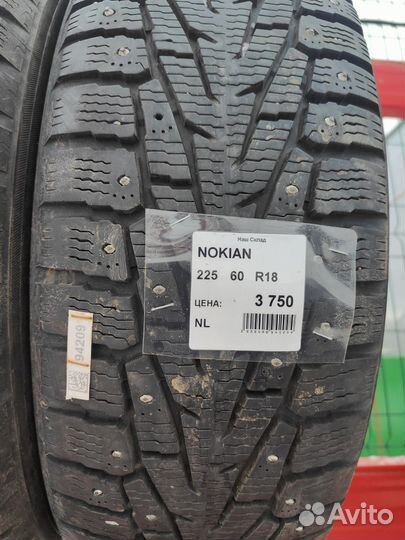 Наш Склад
NOKIAN
225 60 R18
ЦЕНА: 3 750
NL
94209
Avito